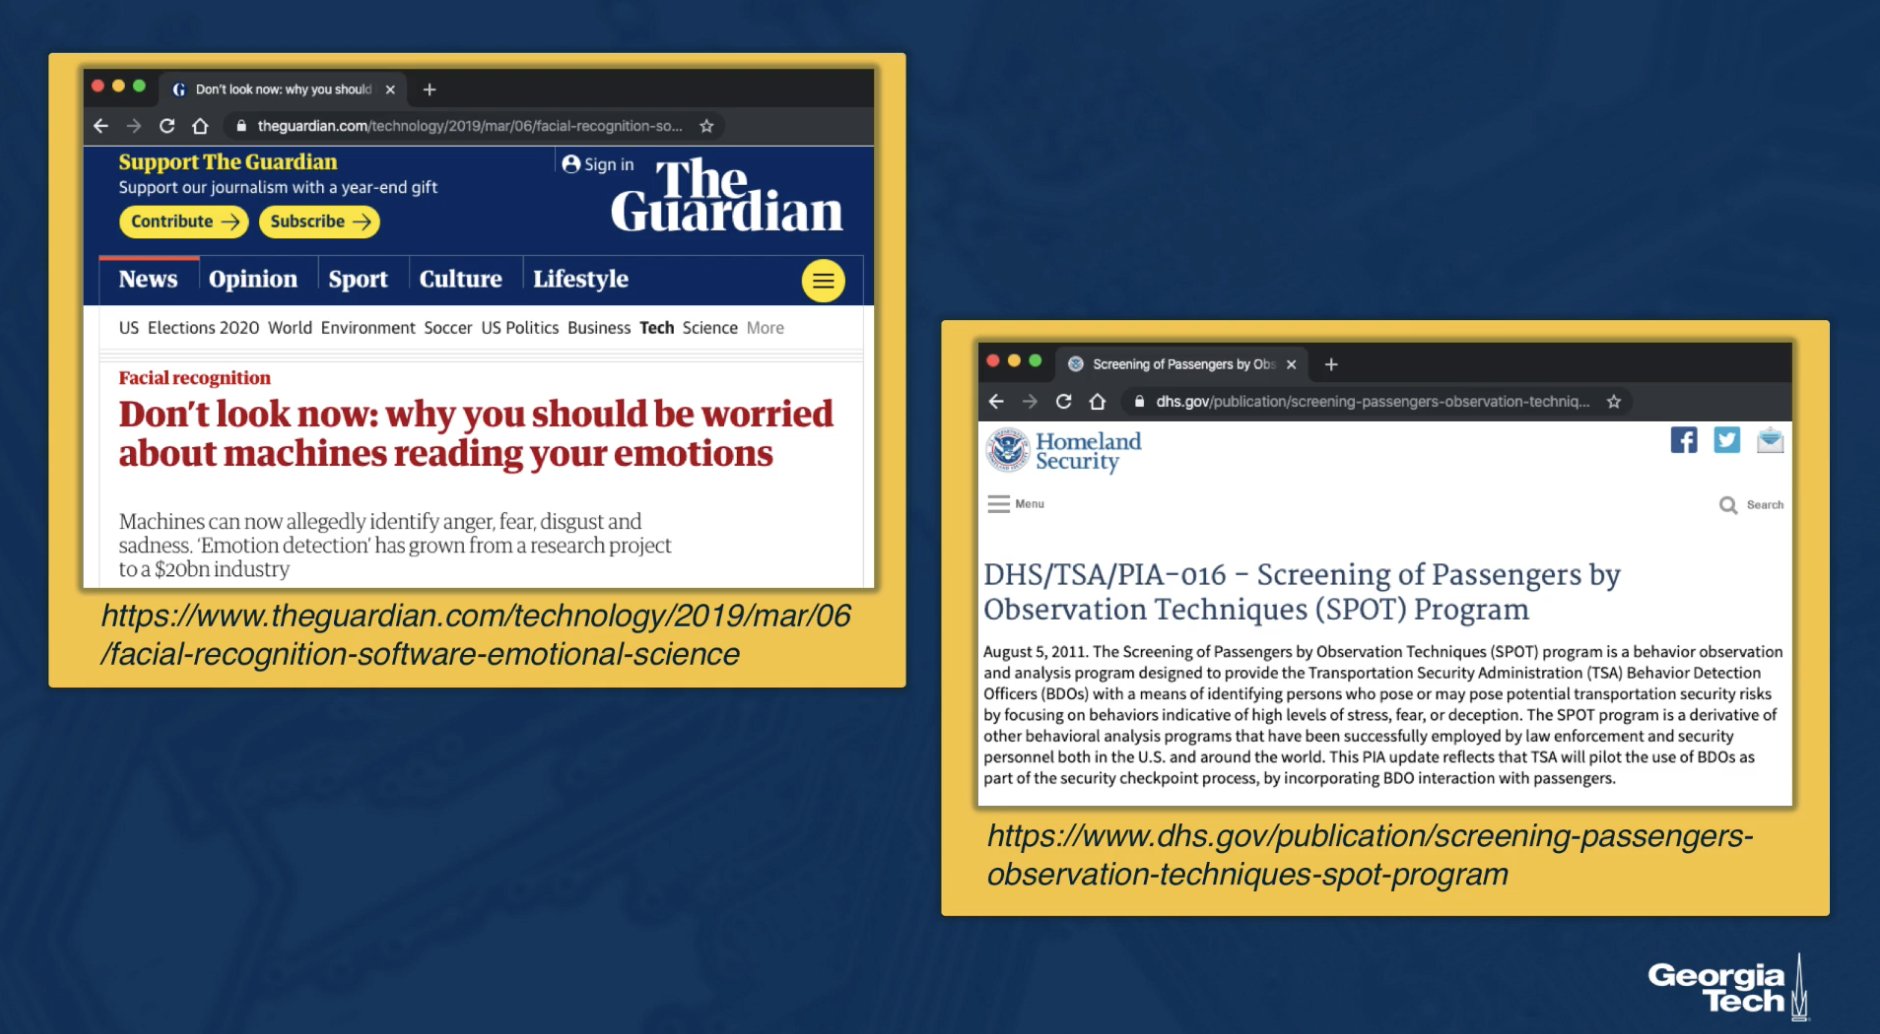 Don't look now: why you should
theguardian.com/technology/2019/mar/06/facial-recognition-so...
Support The Guardian
Support our journalism with a year-end gift
Contribute →
Subscribe →
Sign in
The
Guardian
News
Opinion
Sport
Culture
Lifestyle
US Elections 2020 World Environment Soccer US Politics Business Tech Science More
Facial recognition
Don't look now: why you should be worried
about machines reading your emotions
Machines can now allegedly identify anger, fear, disgust and
sadness. 'Emotion detection' has grown from a research project
to a $20bn industry
https://www.theguardian.com/technology/2019/mar/06
/facial-recognition-software-emotional-science
Screening of Passengers by Obs
dhs.gov/publication/screening-passengers-observation-techniq...
Homeland
Security
Menu
Search
DHS/TSA/PIA-016 - Screening of Passengers by
Observation Techniques (SPOT) Program
August 5, 2011. The Screening of Passengers by Observation Techniques (SPOT) program is a behavior observation
and analysis program designed to provide the Transportation Security Administration (TSA) Behavior Detection
Officers (BDOs) with a means of identifying persons who pose or may pose potential transportation security risks
by focusing on behaviors indicative of high levels of stress, fear, or deception. The SPOT program is a derivative of
other behavioral analysis programs that have been successfully employed by law enforcement and security
personnel both in the U.S. and around the world. This PIA update reflects that TSA will pilot the use of BDOs as
part of the security checkpoint process, by incorporating BDO interaction with passengers.
https://www.dhs.gov/publication/screening-passengers-
observation-techniques-spot-program
Georgia
Tech